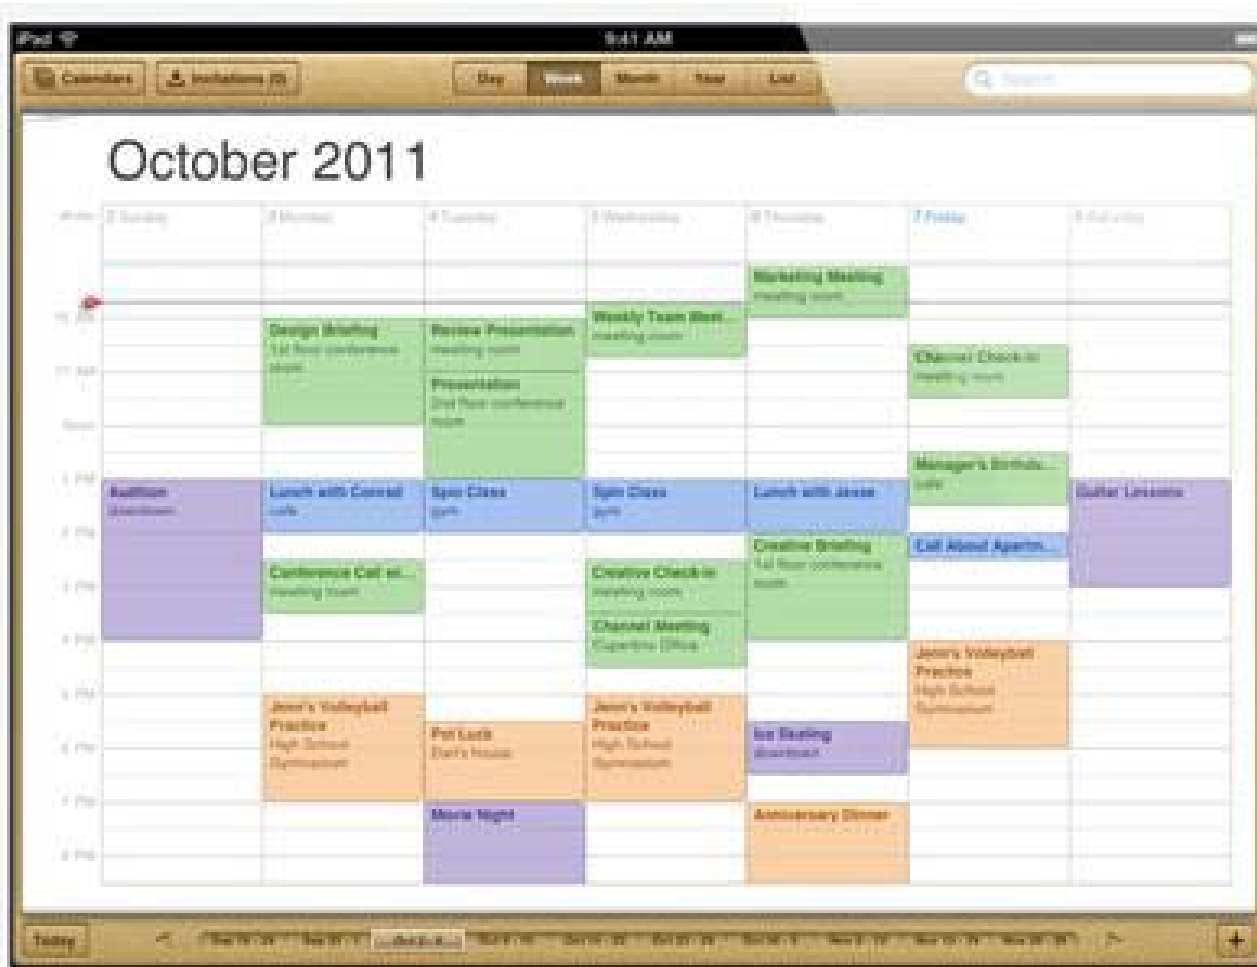 iPad
9:41 AM
Calendars
Invitations (0)
Day
Week
Month
Year
List
Search
October 2011
2 Sunday
3 Monday
4 Tuesday
5 Wednesday
6 Thursday
7 Friday
8 Saturday
10 AM
11 AM
Noon
1 PM
2 PM
3 PM
4 PM
5 PM
6 PM
7 PM
8 PM
Audition
downtown
Design Briefing
1st floor conference
room
Lunch with Conrad
cafe
Conference Call wi...
meeting room
Jenn's Volleyball
Practice
High School
Gymnasium
Review Presentation
meeting room
Presentation
2nd floor conference
room
Spin Class
gym
Pot Luck
Movie Night
Weekly Team Meet...
meeting room
Spin Class
gym
Creative Check-in
meeting room
Channel Meeting
Cupertino Office
Jenn's Volleyball
Practice
High School
Gymnasium
Marketing Meeting
meeting room
Lunch with Jesse
Creative Briefing
1st floor conference
room
Ice Skating
downtown
Anniversary Dinner
Channel Check-in
meeting room
Manager's Birthda...
cafe
Call About Apartm...
Jenn's Volleyball
Practice
High School
Gymnasium
Guitar Lessons
Today
Oct 2 - 8